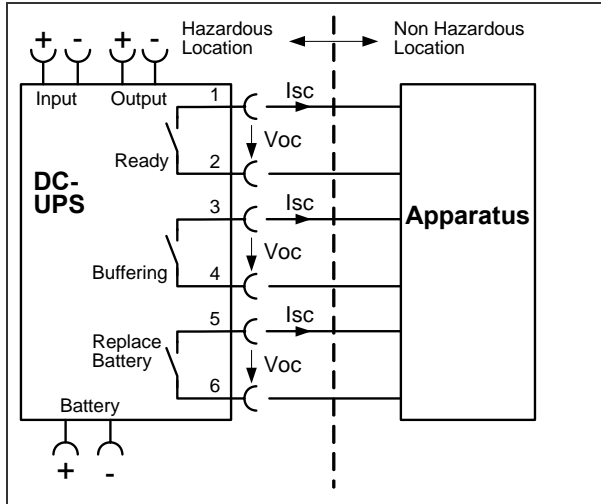 Hazardous
Location
Non Hazardous
Location
+ - + -
Input Output
DC-
UPS
1 Isc
Voc
Ready 2
3 Isc
Voc
Buffering 4
Apparatus
5 Isc
Replace
Battery
Voc
6
Battery
+ -